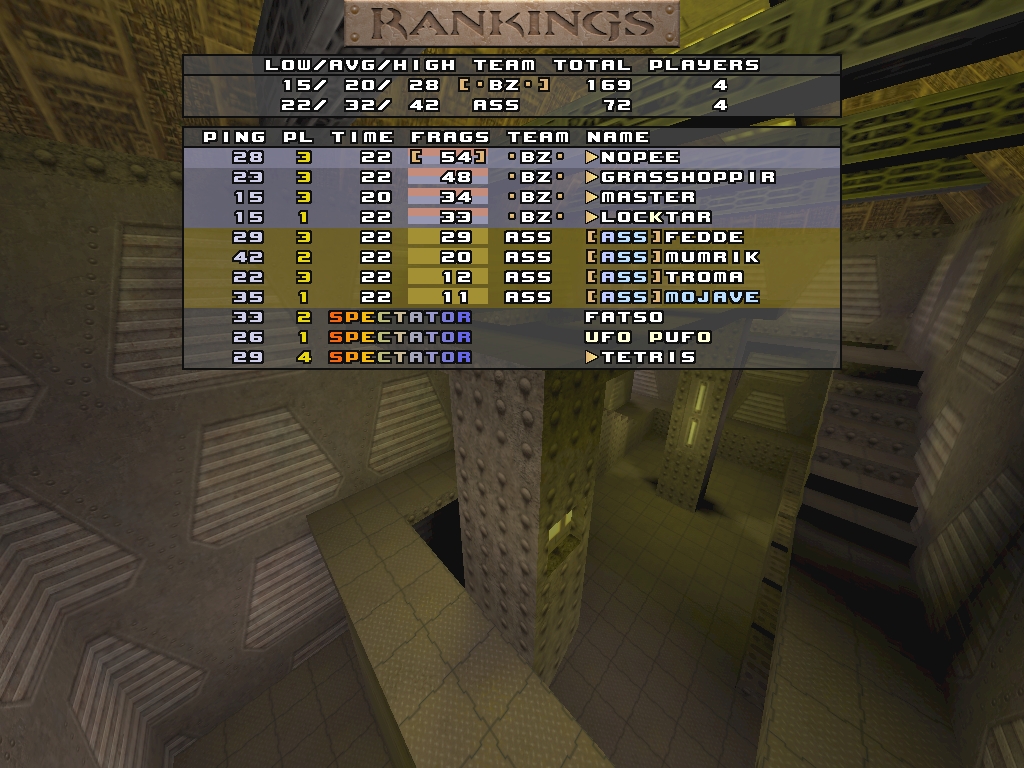 RANKINGS
LOW/AVG/HIGH TEAM TOTAL PLAYERS
15/ 20/ 28 [·BZ·] 169 4
22/ 32/ 42 ASS 72 4
PING PL TIME FRAGS TEAM NAME
28 3 22 [ 54] ·BZ· ▶NOPEE
23 3 22 48 ·BZ· ▶GRASSHOPPIR
15 3 20 34 ·BZ· ▶MASTER
15 1 22 33 ·BZ· ▶LOCKTAR
29 3 22 29 ASS [ASS]FEDDE
42 2 22 20 ASS [ASS]MUMRIK
22 3 22 12 ASS [ASS]TROMA
35 1 22 11 ASS [ASS]MOJAVE
33 2 SPECTATOR FATSO
26 1 SPECTATOR UFO PUFO
29 4 SPECTATOR ▶TETRIS